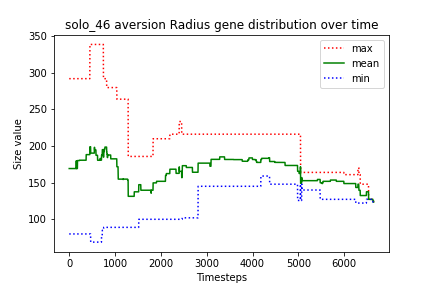 solo_46 aversion Radius gene distribution over time
350
300
250
200
150
100
Size value
max
mean
min
0 1000 2000 3000 4000 5000 6000
Timesteps